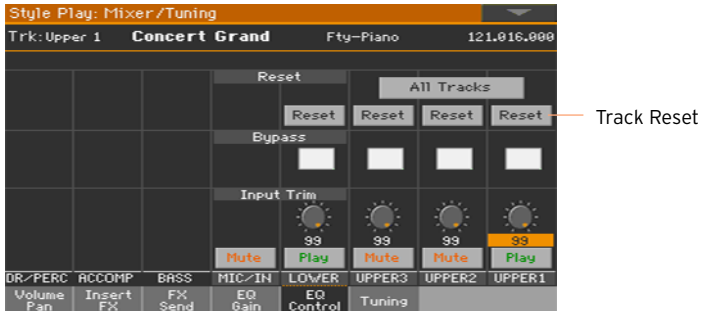 Style Play: Mixer/Tuning
Trk:Upper 1 Concert Grand Fty-Piano 121.016.000
Reset
All Tracks
Reset Reset Reset Reset Track Reset
Bypass
Input Trim
99 99 99 99
Mute Play Mute Mute Play
DR/PERC ACCOMP BASS MIC/IN LOWER UPPER3 UPPER2 UPPER1
Volume Pan Insert FX FX Send EQ Gain EQ Control Tuning